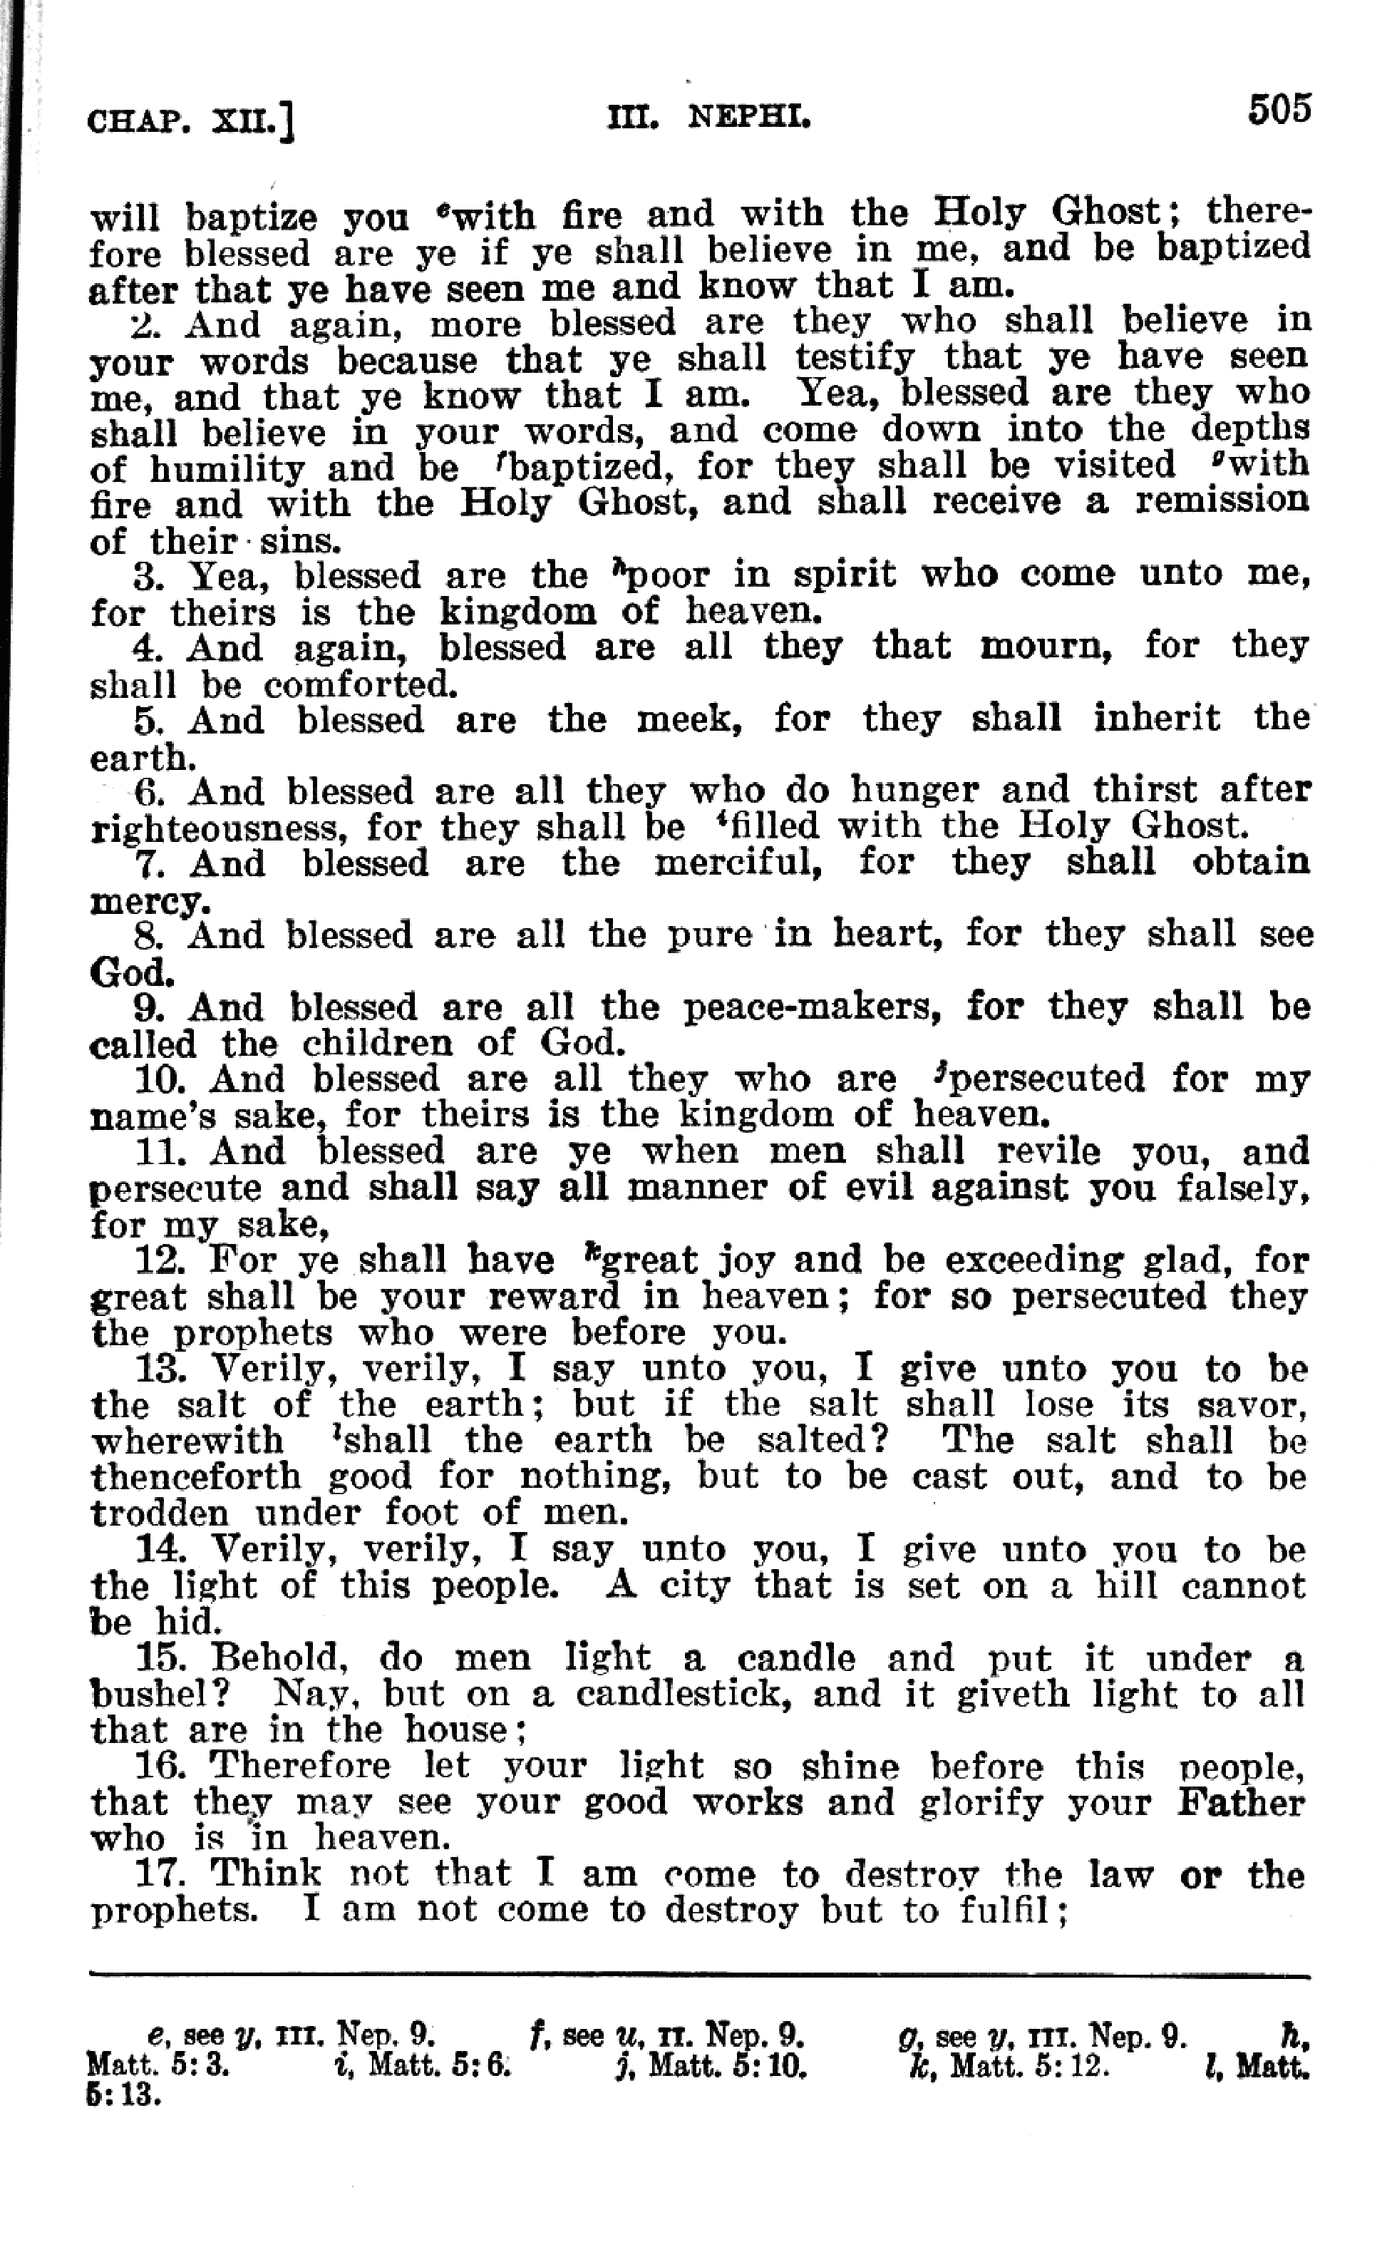 CHAP. XII.] III. NEPHI. 505
will baptize you ᵉwith fire and with the Holy Ghost; there-
fore blessed are ye if ye shall believe in me, and be baptized
after that ye have seen me and know that I am.
2. And again, more blessed are they who shall believe in
your words because that ye shall testify that ye have seen
me, and that ye know that I am. Yea, blessed are they who
shall believe in your words, and come down into the depths
of humility and be ᶠbaptized, for they shall be visited ᵍwith
fire and with the Holy Ghost, and shall receive a remission
of their sins.
3. Yea, blessed are the ʰpoor in spirit who come unto me,
for theirs is the kingdom of heaven.
4. And again, blessed are all they that mourn, for they
shall be comforted.
5. And blessed are the meek, for they shall inherit the
earth.
6. And blessed are all they who do hunger and thirst after
righteousness, for they shall be ⁱfilled with the Holy Ghost.
7. And blessed are the merciful, for they shall obtain
mercy.
8. And blessed are all the pure in heart, for they shall see
God.
9. And blessed are all the peace-makers, for they shall be
called the children of God.
10. And blessed are all they who are ʲpersecuted for my
name's sake, for theirs is the kingdom of heaven.
11. And blessed are ye when men shall revile you, and
persecute and shall say all manner of evil against you falsely,
for my sake,
12. For ye shall have ᵏgreat joy and be exceeding glad, for
great shall be your reward in heaven; for so persecuted they
the prophets who were before you.
13. Verily, verily, I say unto you, I give unto you to be
the salt of the earth; but if the salt shall lose its savor,
wherewith ˡshall the earth be salted? The salt shall be
thenceforth good for nothing, but to be cast out, and to be
trodden under foot of men.
14. Verily, verily, I say unto you, I give unto you to be
the light of this people. A city that is set on a hill cannot
be hid.
15. Behold, do men light a candle and put it under a
bushel? Nay, but on a candlestick, and it giveth light to all
that are in the house;
16. Therefore let your light so shine before this people,
that they may see your good works and glorify your Father
who is in heaven.
17. Think not that I am come to destroy the law or the
prophets. I am not come to destroy but to fulfil;
e, see y, III. Nep. 9. f, see u, II. Nep. 9. g, see y, III. Nep. 9. h,
Matt. 5: 3. i, Matt. 5: 6. j, Matt. 5: 10. k, Matt. 5: 12. l, Matt.
5: 13.